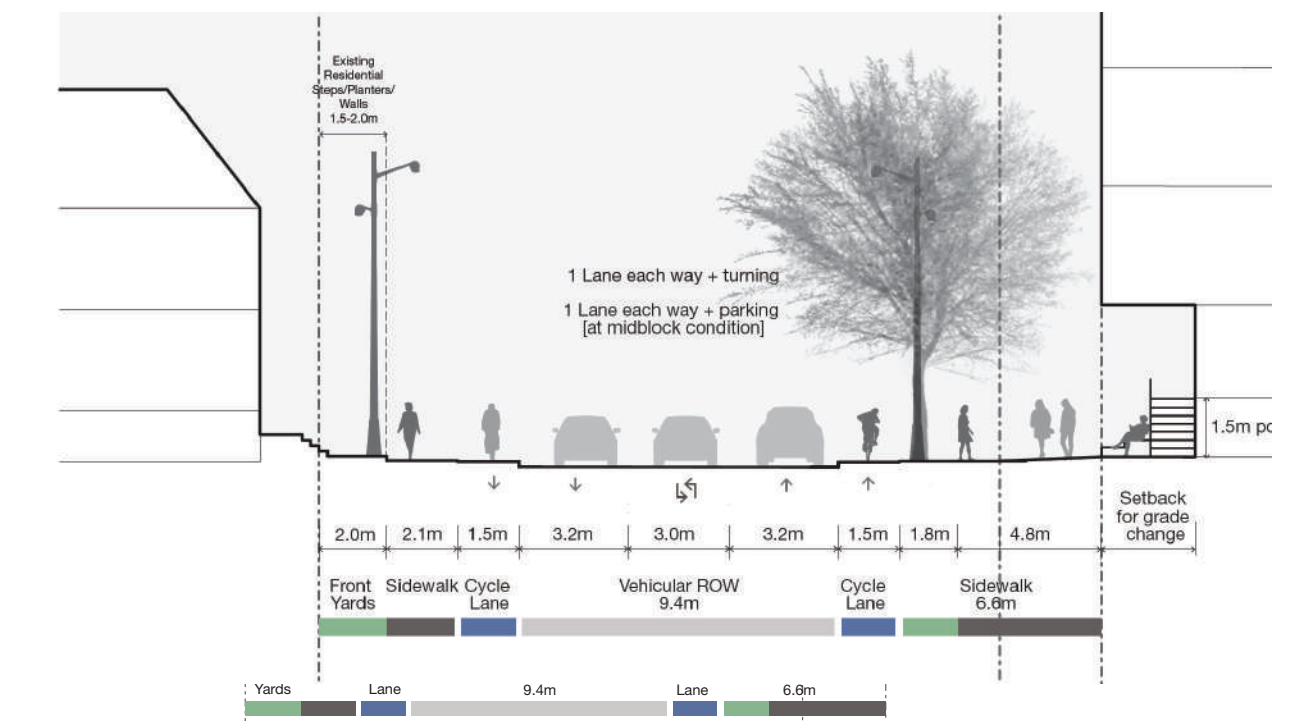 Existing
Residential
Steps/Planters/
Walls
1.5-2.0m
1 Lane each way + turning
1 Lane each way + parking
[at midblock condition]
1.5m
Setback
for grade
change
2.0m 2.1m 1.5m 3.2m 3.0m 3.2m 1.5m 1.8m 4.8m
Front Yards
Sidewalk
Cycle Lane
Vehicular ROW
9.4m
Cycle Lane
Sidewalk
6.6m
Yards Lane 9.4m Lane 6.6m